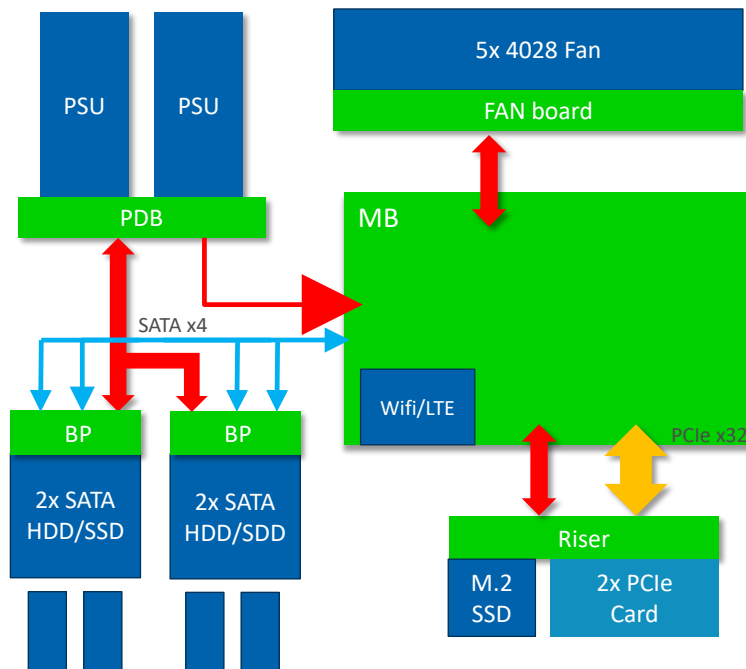 5x 4028 Fan
FAN board
PSU
PSU
PDB
MB
SATA x4
Wifi/LTE
PCIe x32
BP
BP
2x SATA
HDD/SSD
2x SATA
HDD/SDD
Riser
M.2
SSD
2x PCIe
Card